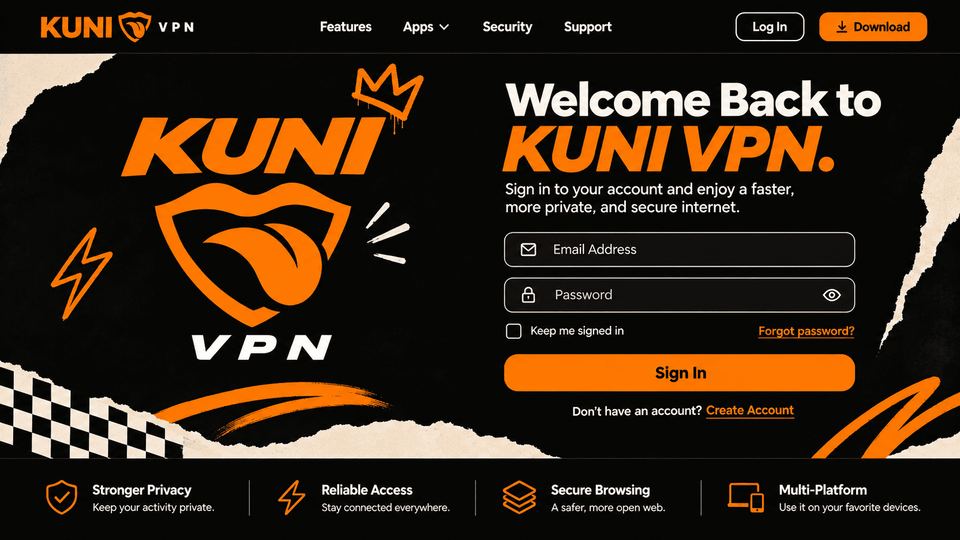 KUNI VPN
Features
Apps
Security
Support
Log In
Download
KUNI
VPN
Welcome Back to
KUNI VPN.
Sign in to your account and enjoy a faster,
more private, and secure internet.
Email Address
Password
Keep me signed in
Forgot password?
Sign In
Don't have an account? Create Account
Stronger Privacy
Keep your activity private.
Reliable Access
Stay connected everywhere.
Secure Browsing
A safer, more open web.
Multi-Platform
Use it on your favorite devices.